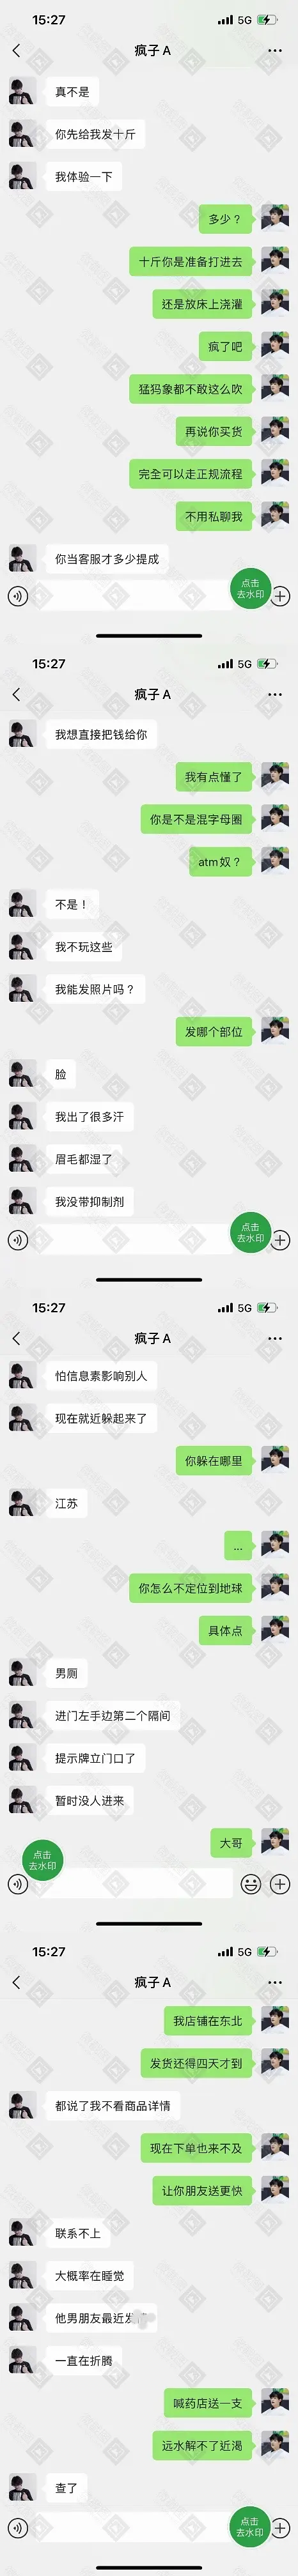 15:27
5G
疯子A
真不是
你先给我发十斤
我体验一下
多少？
十斤你是准备打进去
还是放床上浇灌
疯了吧
猛犸象都不敢这么吹
再说你买货
完全可以走正规流程
不用私聊我
你当客服才多少提成
点击
去水印
15:27
5G
疯子A
我想直接把钱给你
我有点懂了
你是不是混字母圈
atm奴？
不是！
我不玩这些
我能发照片吗？
发哪个部位
脸
我出了很多汗
眉毛都湿了
我没带抑制剂
点击
去水印
15:27
5G
疯子A
怕信息素影响别人
现在就近躲起来了
你躲在哪里
江苏
...
你怎么不定位到地球
具体点
男厕
进门左手边第二个隔间
提示牌立门口了
暂时没人进来
大哥
点击
去水印
15:27
5G
疯子A
我店铺在东北
发货还得四天才到
都说了我不看商品详情
现在下单也来不及
让你朋友送更快
联系不上
大概率在睡觉
他男朋友最近发
一直在折腾
喊药店送一支
远水解不了近渴
查了
点击
去水印